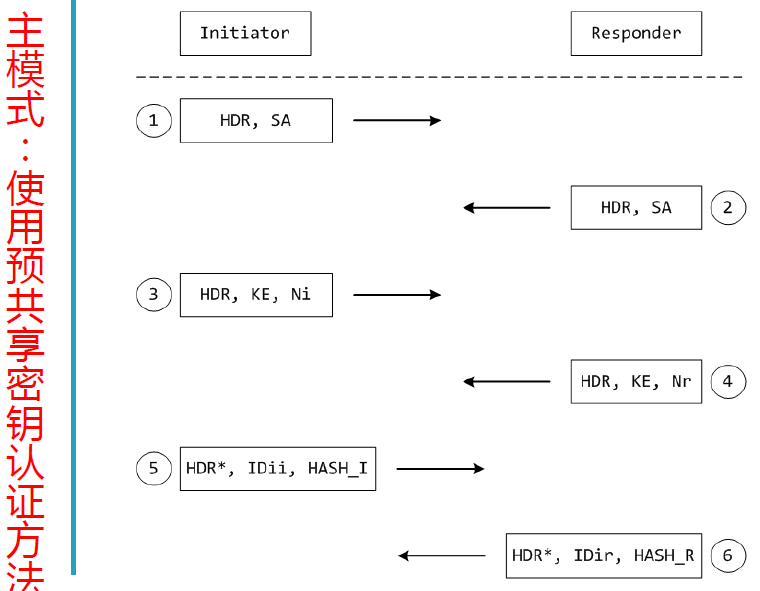 主模式：使用预共享密钥认证方法
Initiator
Responder
1
HDR, SA
HDR, SA
2
3
HDR, KE, Ni
HDR, KE, Nr
4
5
HDR*, IDii, HASH_I
HDR*, IDir, HASH_R
6